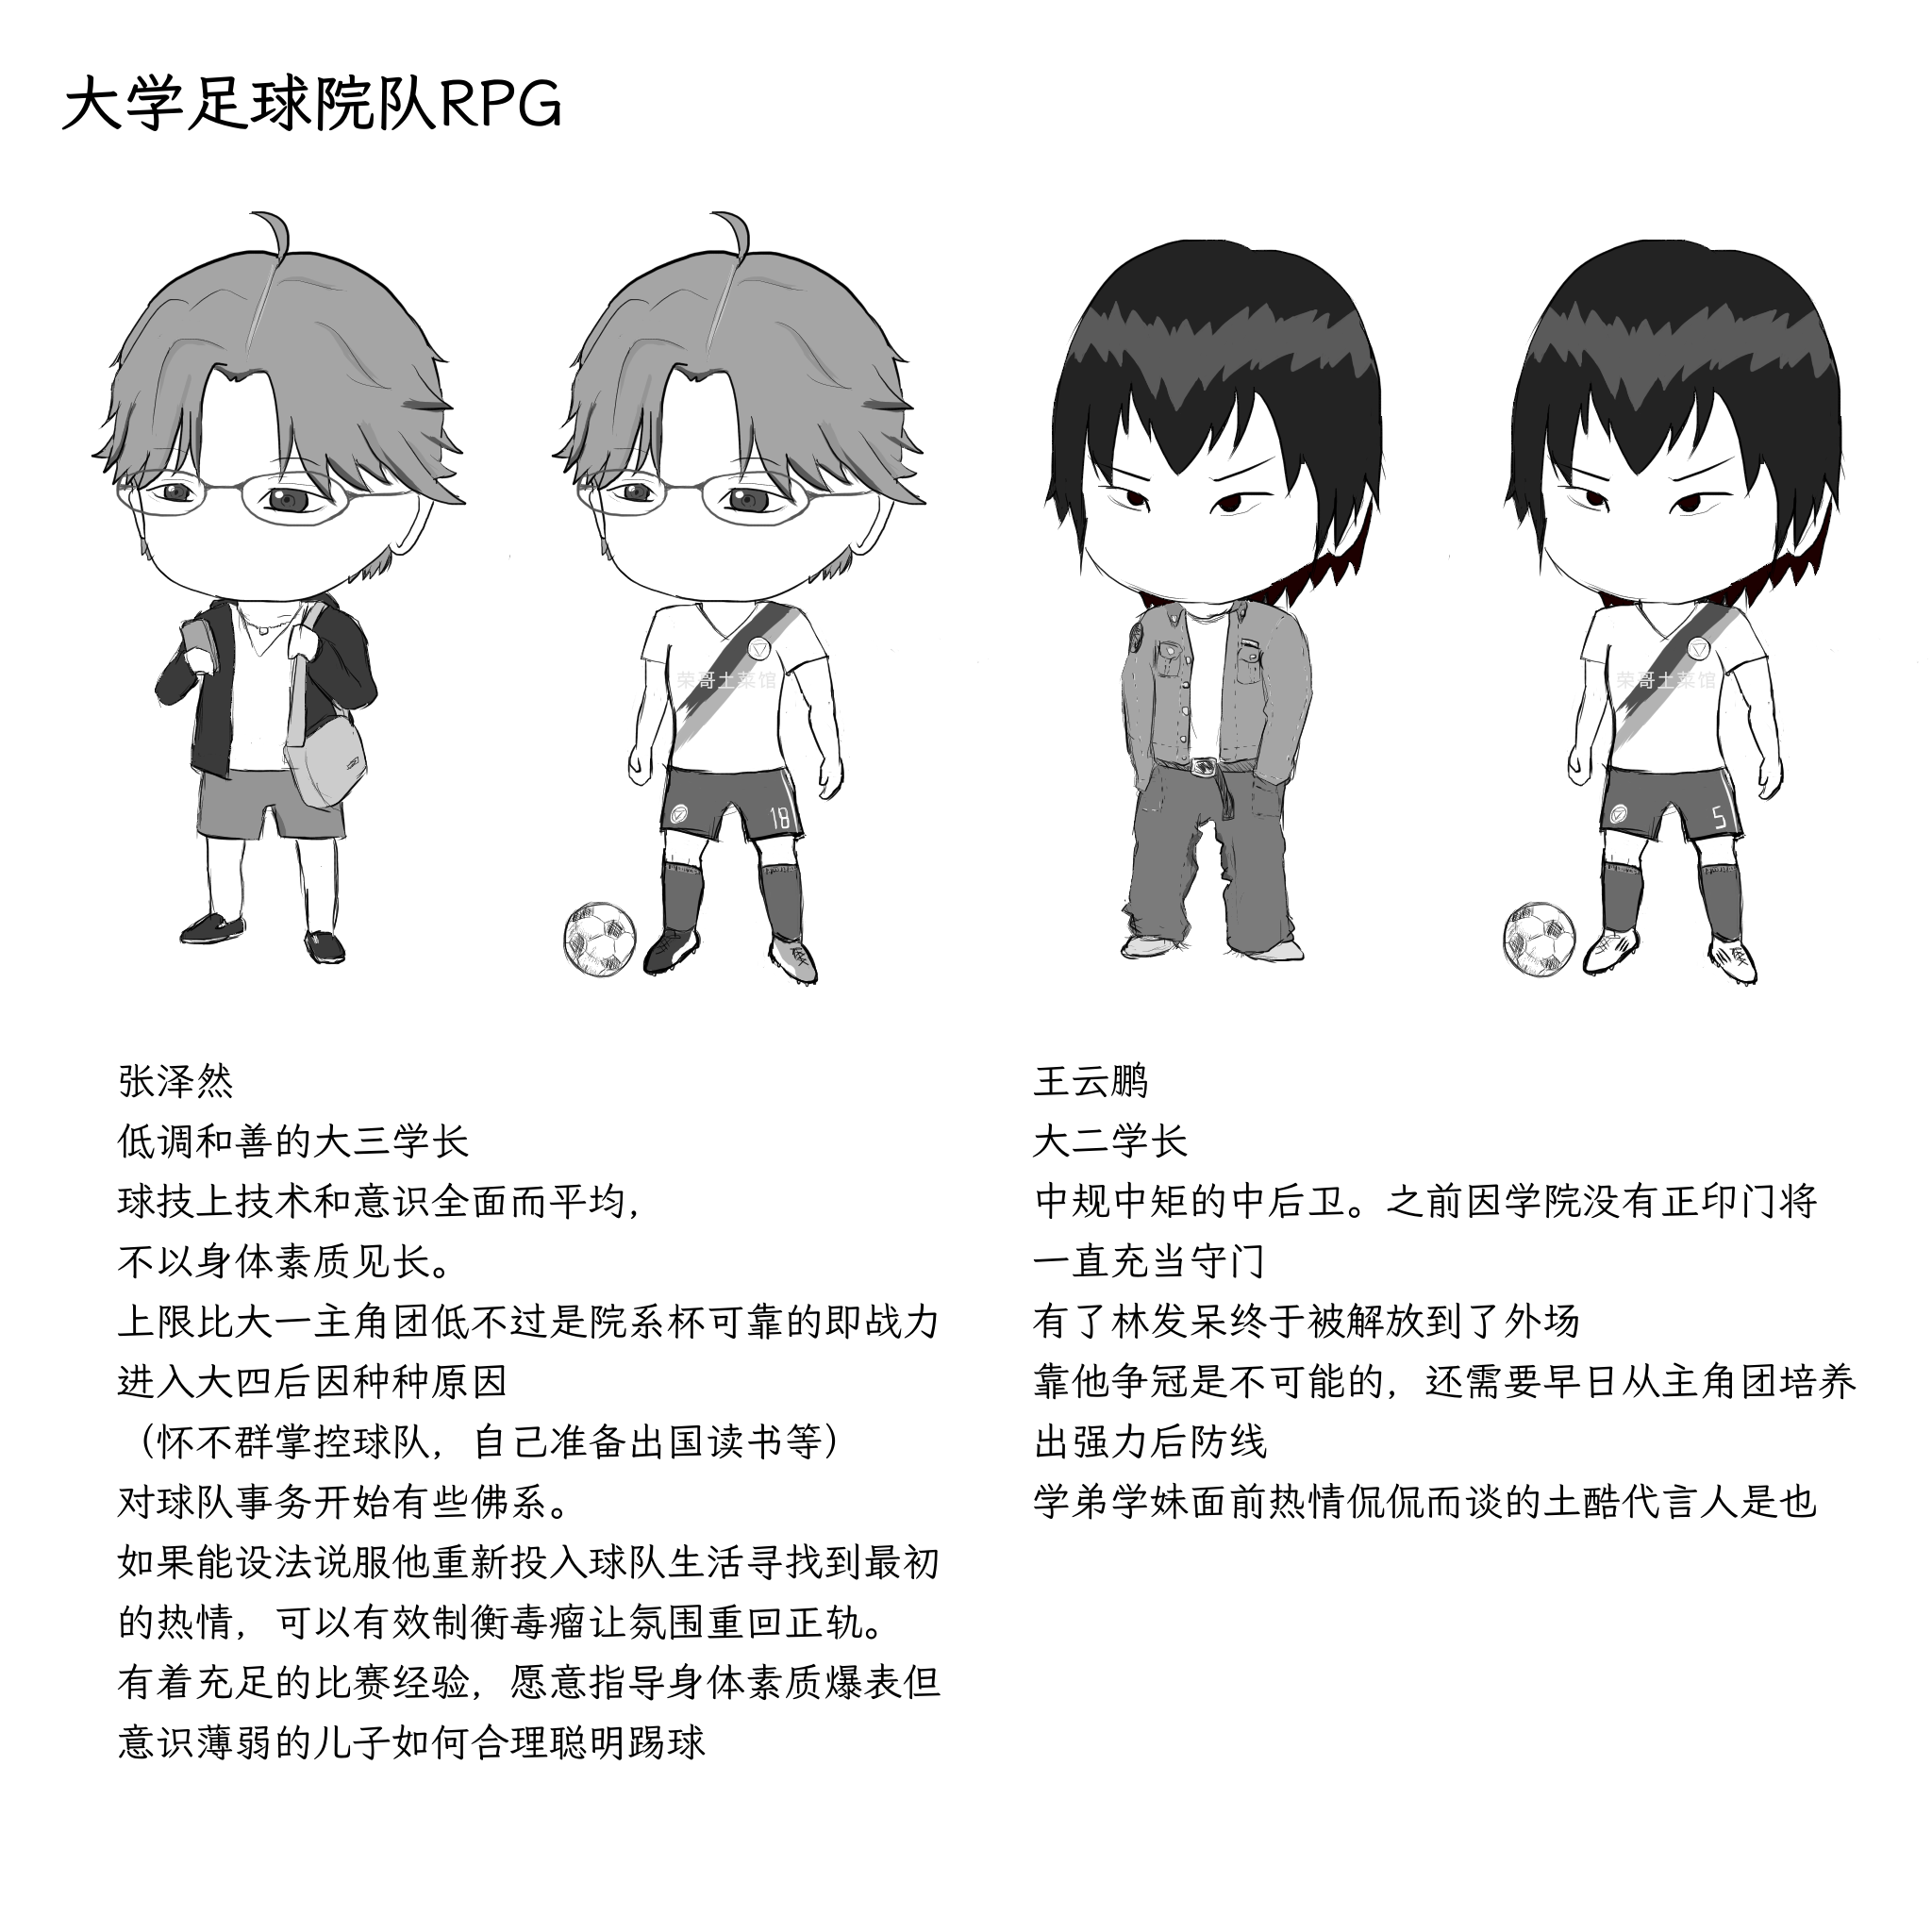 大学足球院队RPG
荣哥土菜馆
18
荣哥土菜馆
5
张泽然
低调和善的大三学长
球技上技术和意识全面而平均，
不以身体素质见长。
上限比大一主角团低不过是院系杯可靠的即战力
进入大四后因种种原因
（怀不群掌控球队，自己准备出国读书等）
对球队事务开始有些佛系。
如果能设法说服他重新投入球队生活寻找到最初
的热情，可以有效制衡毒瘤让氛围重回正轨。
有着充足的比赛经验，愿意指导身体素质爆表但
意识薄弱的儿子如何合理聪明踢球
王云鹏
大二学长
中规中矩的中后卫。之前因学院没有正印门将
一直充当守门
有了林发呆终于被解放到了外场
靠他争冠是不可能的，还需要早日从主角团培养
出强力后防线
学弟学妹面前热情侃侃而谈的土酷代言人是也